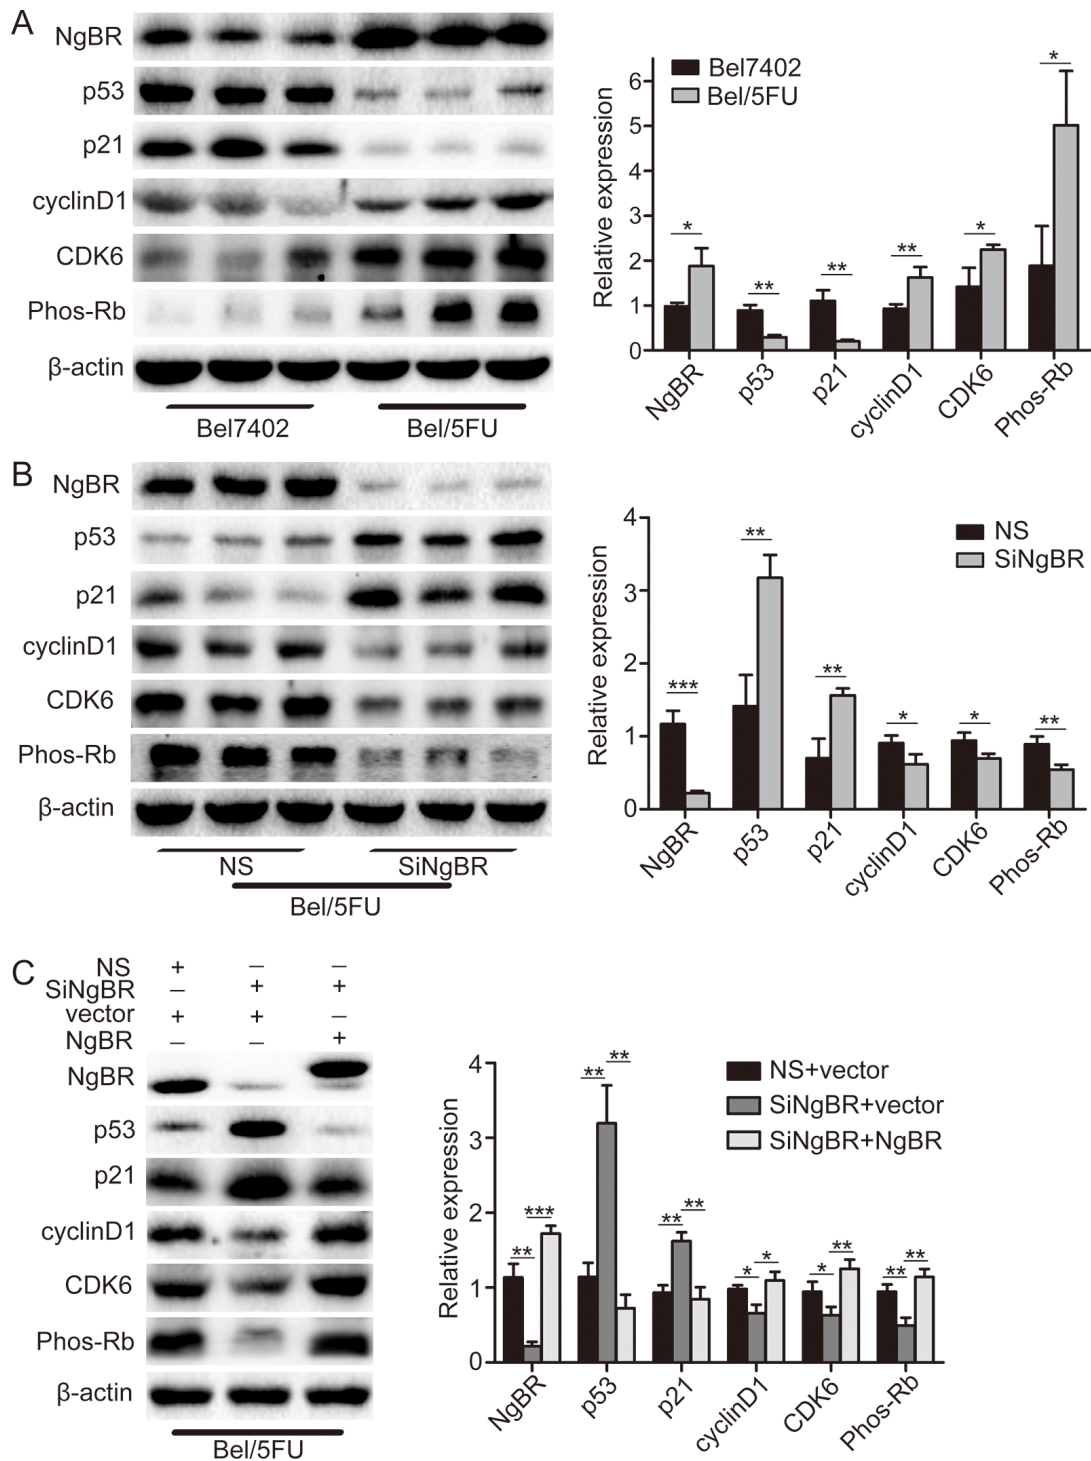 A
NgBR
p53
p21
cyclinD1
CDK6
Phos-Rb
β-actin
Bel7402 Bel/5FU
Relative expression
6
5
4
3
2
1
0
Bel7402
Bel/5FU
* ** ** ** * *
NgBR p53 p21 cyclinD1 CDK6 Phos-Rb
B
NgBR
p53
p21
cyclinD1
CDK6
Phos-Rb
β-actin
NS SiNgBR
Bel/5FU
Relative expression
4
3
2
1
0
NS
SiNgBR
*** ** ** * * **
NgBR p53 p21 cyclinD1 CDK6 Phos-Rb
C
NS + – –
SiNgBR – + +
vector + + –
NgBR – – +
NgBR
p53
p21
cyclinD1
CDK6
Phos-Rb
β-actin
Bel/5FU
Relative expression
4
3
2
1
0
NS+vector
SiNgBR+vector
SiNgBR+NgBR
** *** ** ** ** ** * * * ** ** **
NgBR p53 p21 cyclinD1 CDK6 Phos-Rb